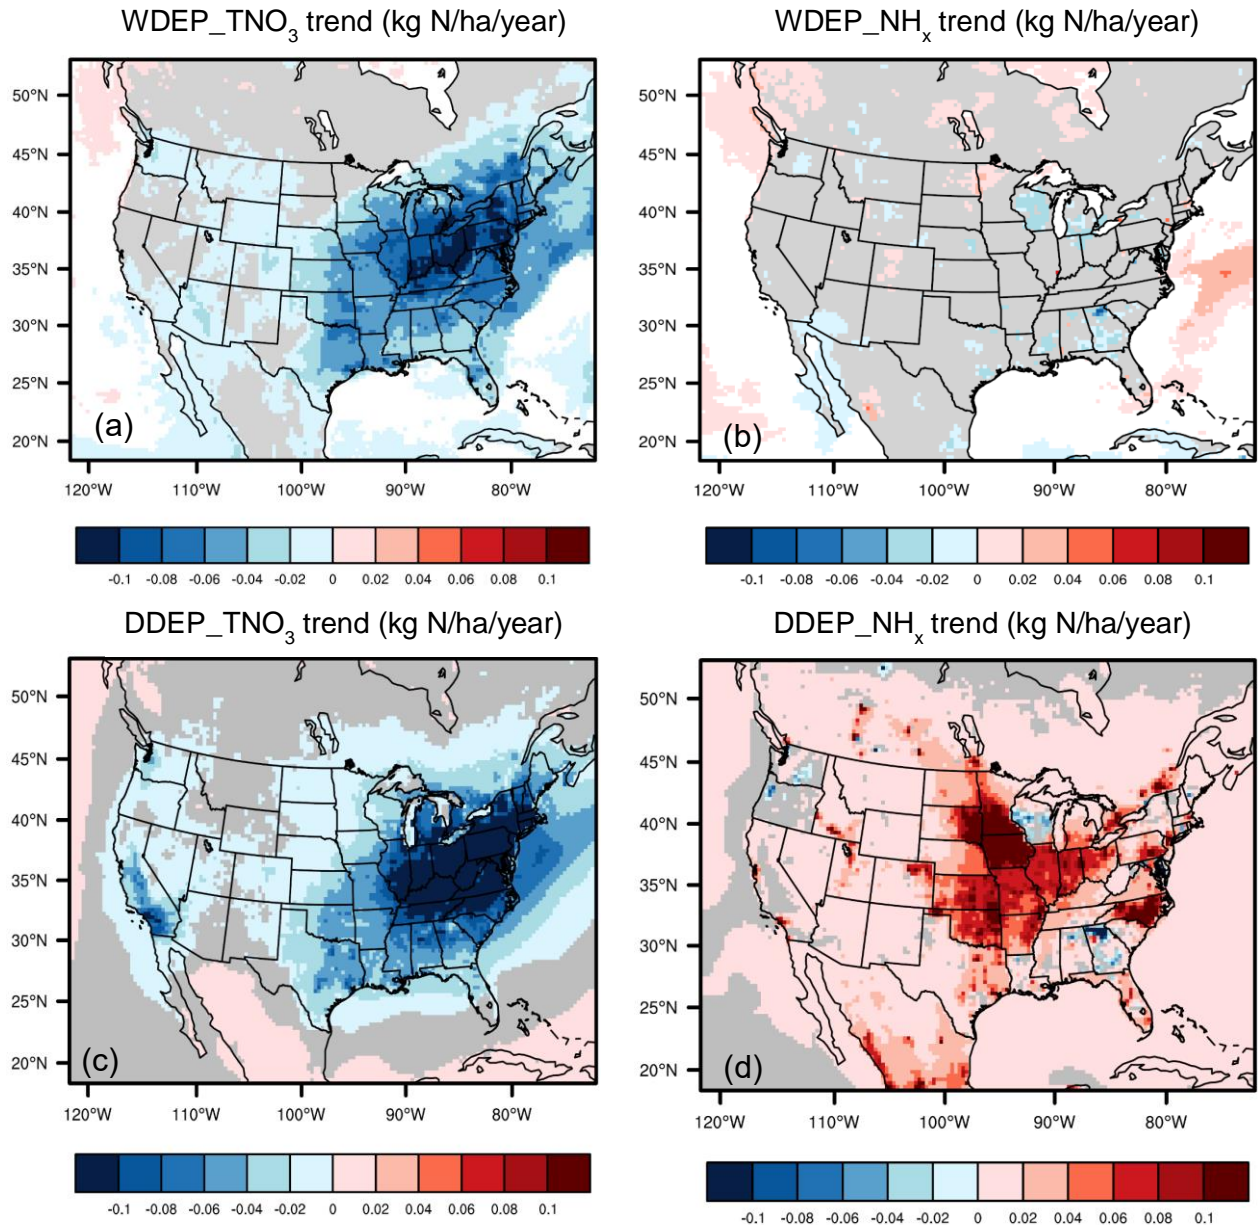 WDEP_TNO3 trend (kg N/ha/year)
WDEP_NHx trend (kg N/ha/year)
50°N
45°N
40°N
35°N
30°N
25°N
20°N
(a)
120°W 110°W 100°W 90°W 80°W
-0.1 -0.08 -0.06 -0.04 -0.02 0 0.02 0.04 0.06 0.08 0.1
50°N
45°N
40°N
35°N
30°N
25°N
20°N
(b)
120°W 110°W 100°W 90°W 80°W
-0.1 -0.08 -0.06 -0.04 -0.02 0 0.02 0.04 0.06 0.08 0.1
DDEP_TNO3 trend (kg N/ha/year)
DDEP_NHx trend (kg N/ha/year)
50°N
45°N
40°N
35°N
30°N
25°N
20°N
(c)
120°W 110°W 100°W 90°W 80°W
-0.1 -0.08 -0.06 -0.04 -0.02 0 0.02 0.04 0.06 0.08 0.1
50°N
45°N
40°N
35°N
30°N
25°N
20°N
(d)
120°W 110°W 100°W 90°W 80°W
-0.1 -0.08 -0.06 -0.04 -0.02 0 0.02 0.04 0.06 0.08 0.1